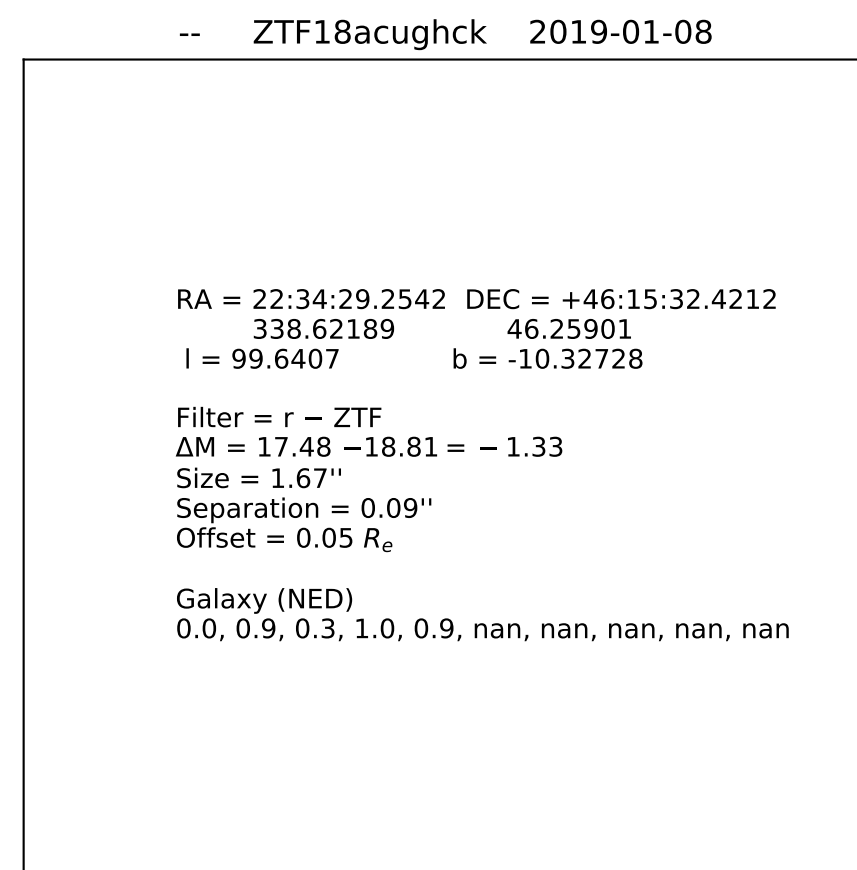 --   ZTF18acughck   2019-01-08
RA = 22:34:29.2542  DEC = +46:15:32.4212
338.62189   46.25901
l = 99.6407   b = -10.32728
Filter = r − ZTF
ΔM = 17.48 −18.81 = − 1.33
Size = 1.67''
Separation = 0.09''
Offset = 0.05 Re
Galaxy (NED)
0.0, 0.9, 0.3, 1.0, 0.9, nan, nan, nan, nan, nan